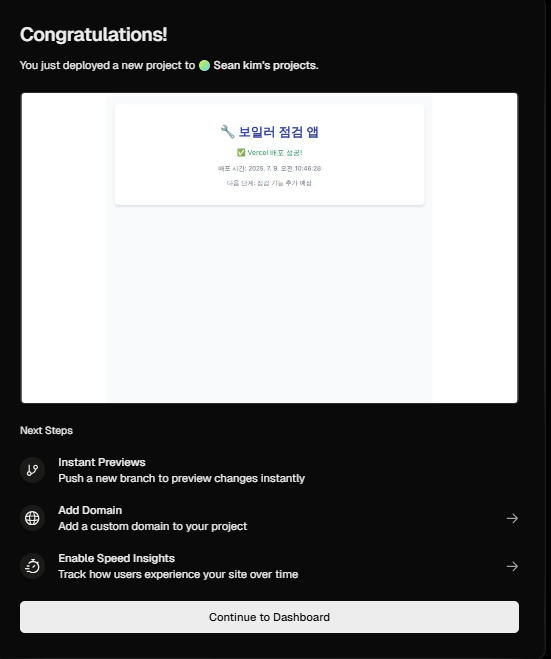 Congratulations!
You just deployed a new project to Sean kim's projects.
🔧 보일러 점검 앱
✅ Vercel 배포 성공!
배포 시간: 2025. 7. 9. 오전 10:46:28
다음 단계: 점검 기능 추가 예정
Next Steps
Instant Previews
Push a new branch to preview changes instantly
Add Domain
Add a custom domain to your project
Enable Speed Insights
Track how users experience your site over time
Continue to Dashboard